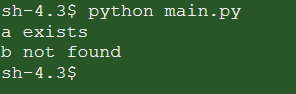 sh-4.3$ python main.py
a exists
b not found
sh-4.3$